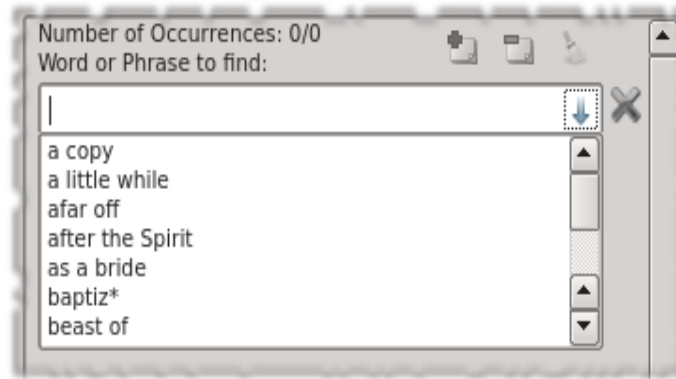 Number of Occurrences: 0/0
Word or Phrase to find:
a copy
a little while
afar off
after the Spirit
as a bride
baptiz*
beast of